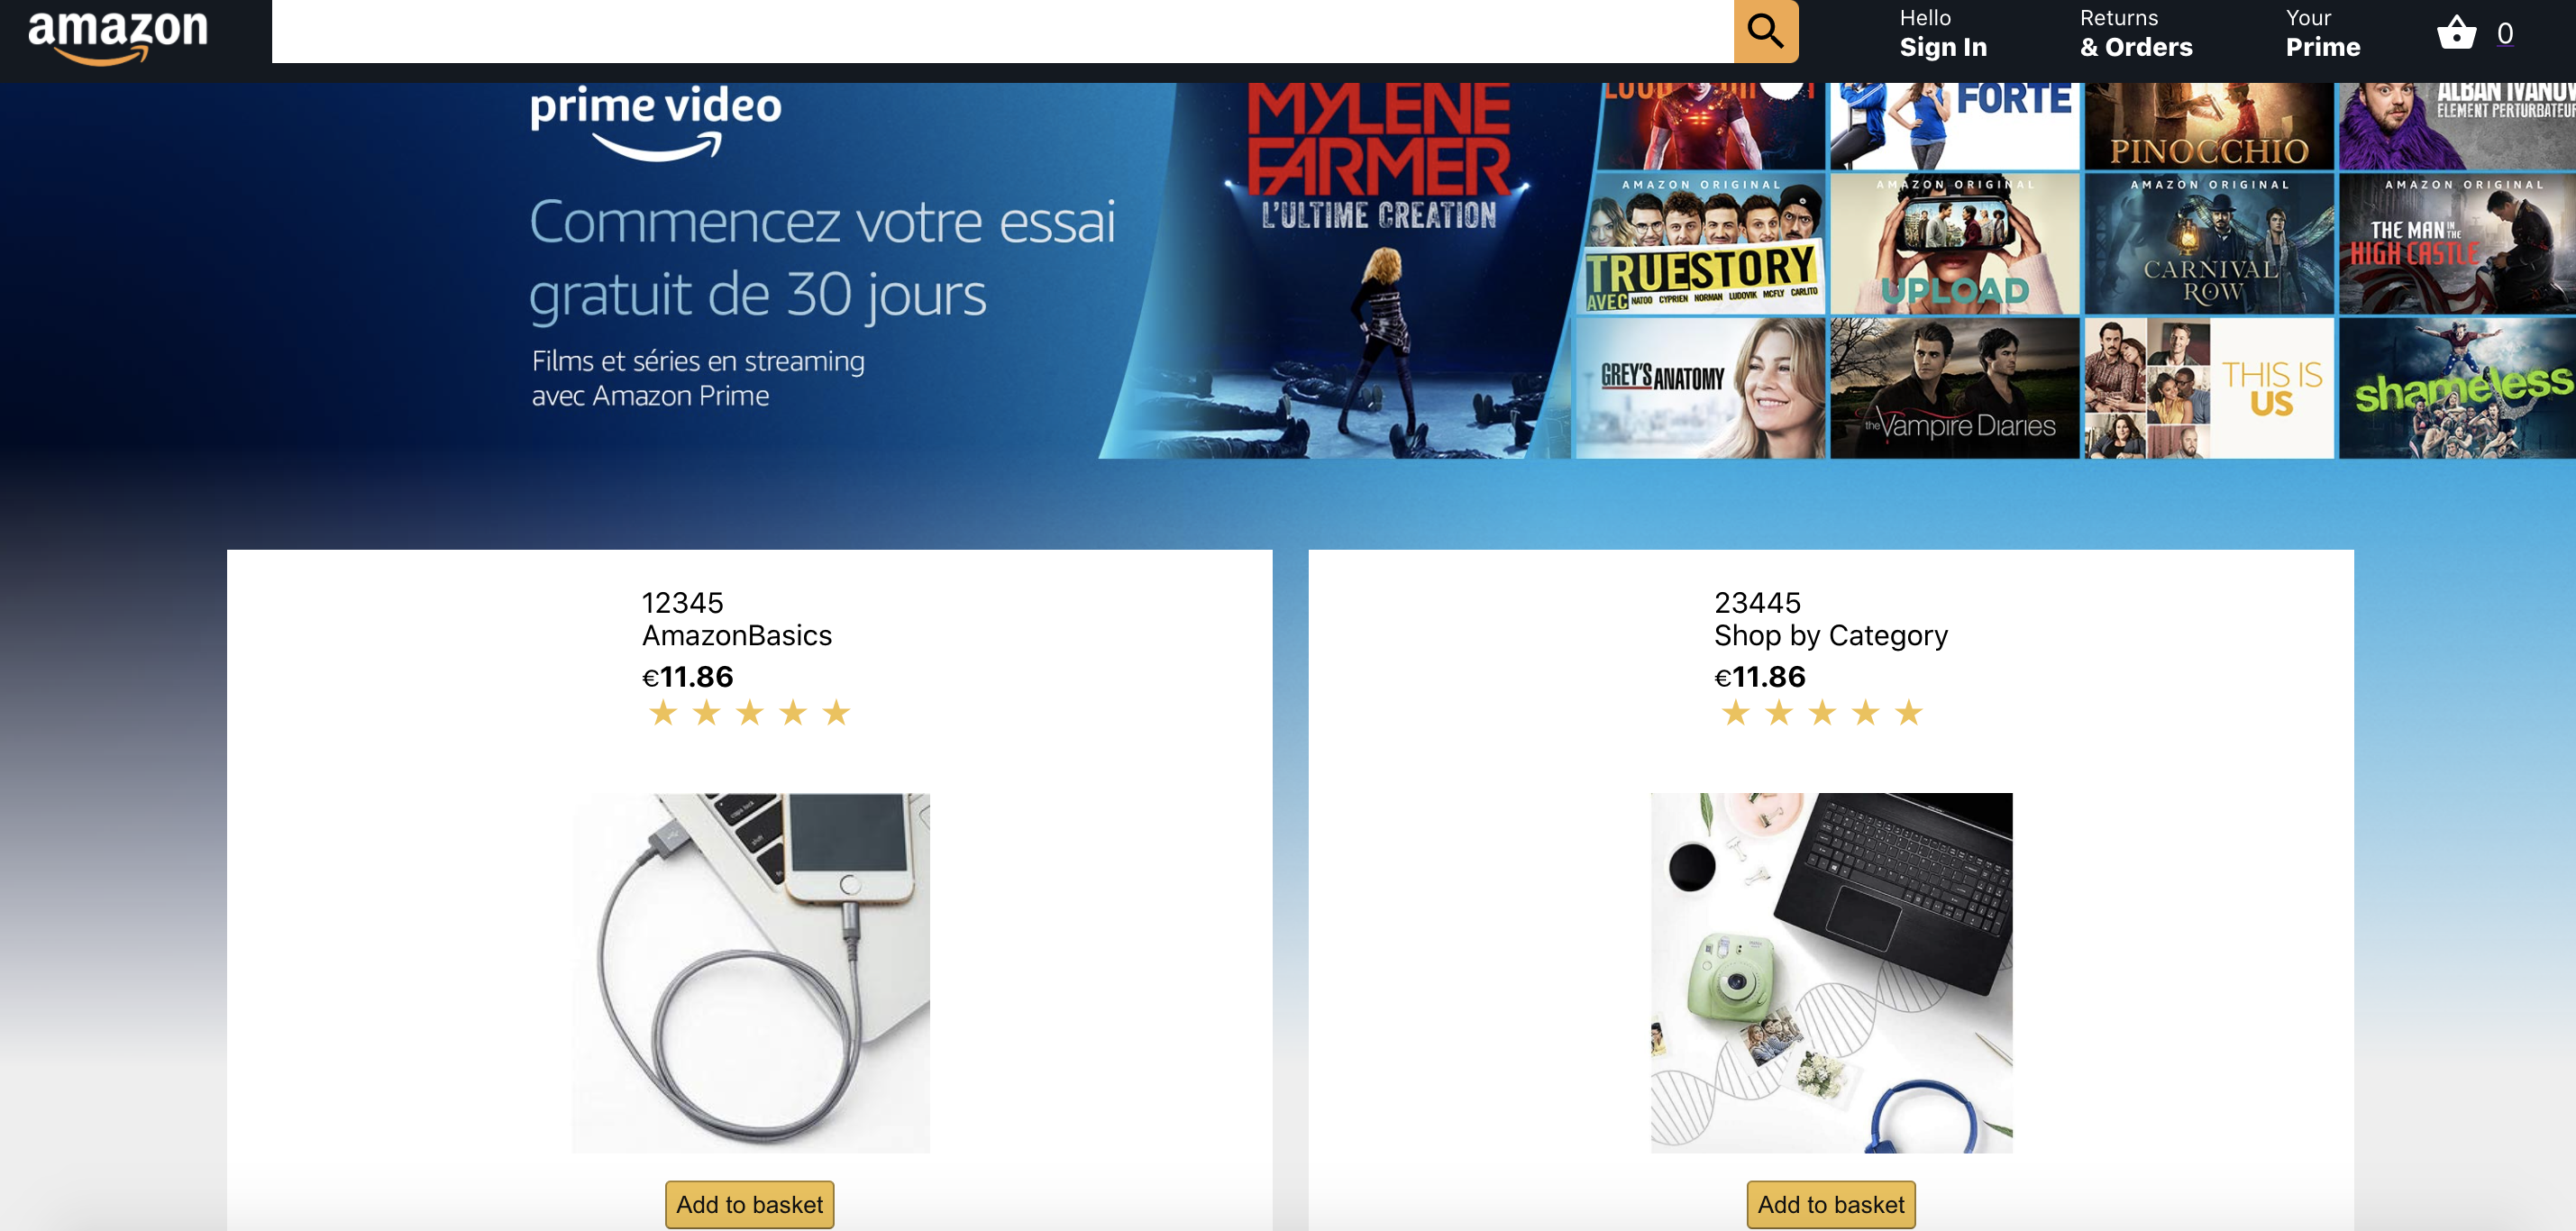 amazon
Hello
Sign In
Returns
& Orders
Your
Prime
0
prime video
Commencez votre essai
gratuit de 30 jours
Films et séries en streaming
avec Amazon Prime
MYLENE
FARMER
L'ULTIME CREATION
FORTE
PINOCCHIO
ALBAN IVANOV
ELEMENT PERTURBATEUR
AMAZON ORIGINAL
TRUESTORY
AVEC NATOO CYPRIEN NORMAN LUDOVIK MCFLY CARLITO
AMAZON ORIGINAL
UPLOAD
AMAZON ORIGINAL
CARNIVAL
ROW
AMAZON ORIGINAL
THE MAN IN THE
HIGH CASTLE
GREY'S ANATOMY
the Vampire Diaries
THIS IS
US
shameless
12345
AmazonBasics
€11.86
23445
Shop by Category
€11.86
caps lock
shift
Add to basket
Add to basket